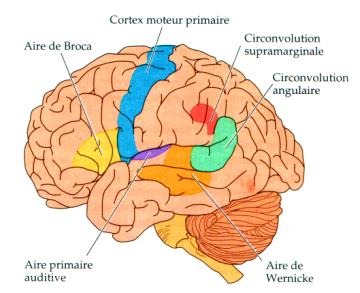 Cortex moteur primaire
Aire de Broca
Circonvolution
supramarginale
Circonvolution
angulaire
Aire primaire
auditive
Aire de
Wernicke